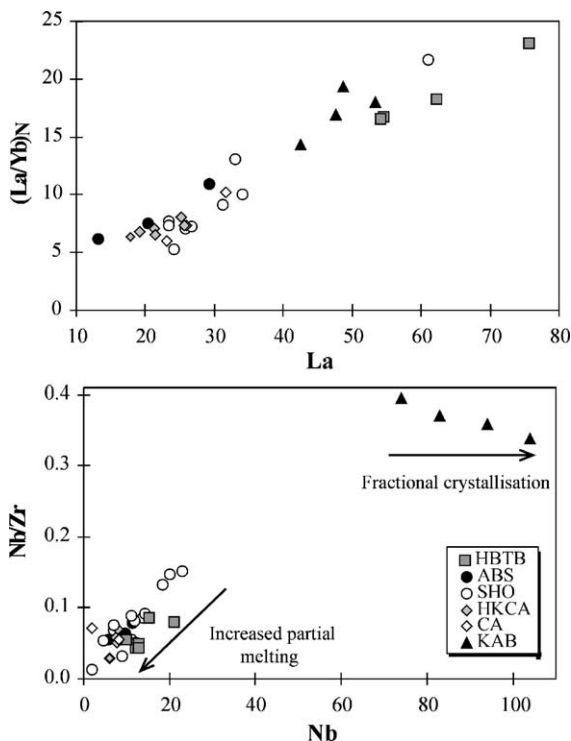 25
20
15
10
5
0
(La/Yb)N
10 20 30 40 50 60 70 80
La
0.4
0.3
0.2
0.1
0.0
Nb/Zr
Fractional crystallisation
HBTB
ABS
SHO
HKCA
CA
KAB
Increased partial
melting
0 20 40 60 80 100
Nb